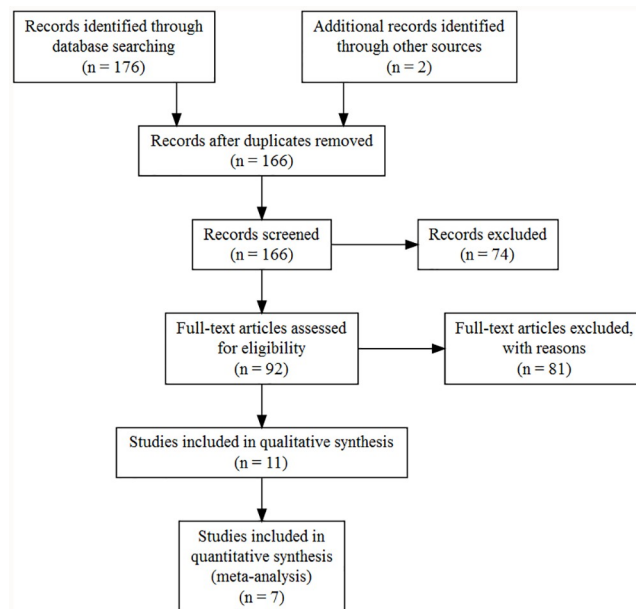 Records identified through
database searching
(n = 176)
Additional records identified
through other sources
(n = 2)
Records after duplicates removed
(n = 166)
Records screened
(n = 166)
Records excluded
(n = 74)
Full-text articles assessed
for eligibility
(n = 92)
Full-text articles excluded,
with reasons
(n = 81)
Studies included in qualitative synthesis
(n = 11)
Studies included in
quantitative synthesis
(meta-analysis)
(n = 7)